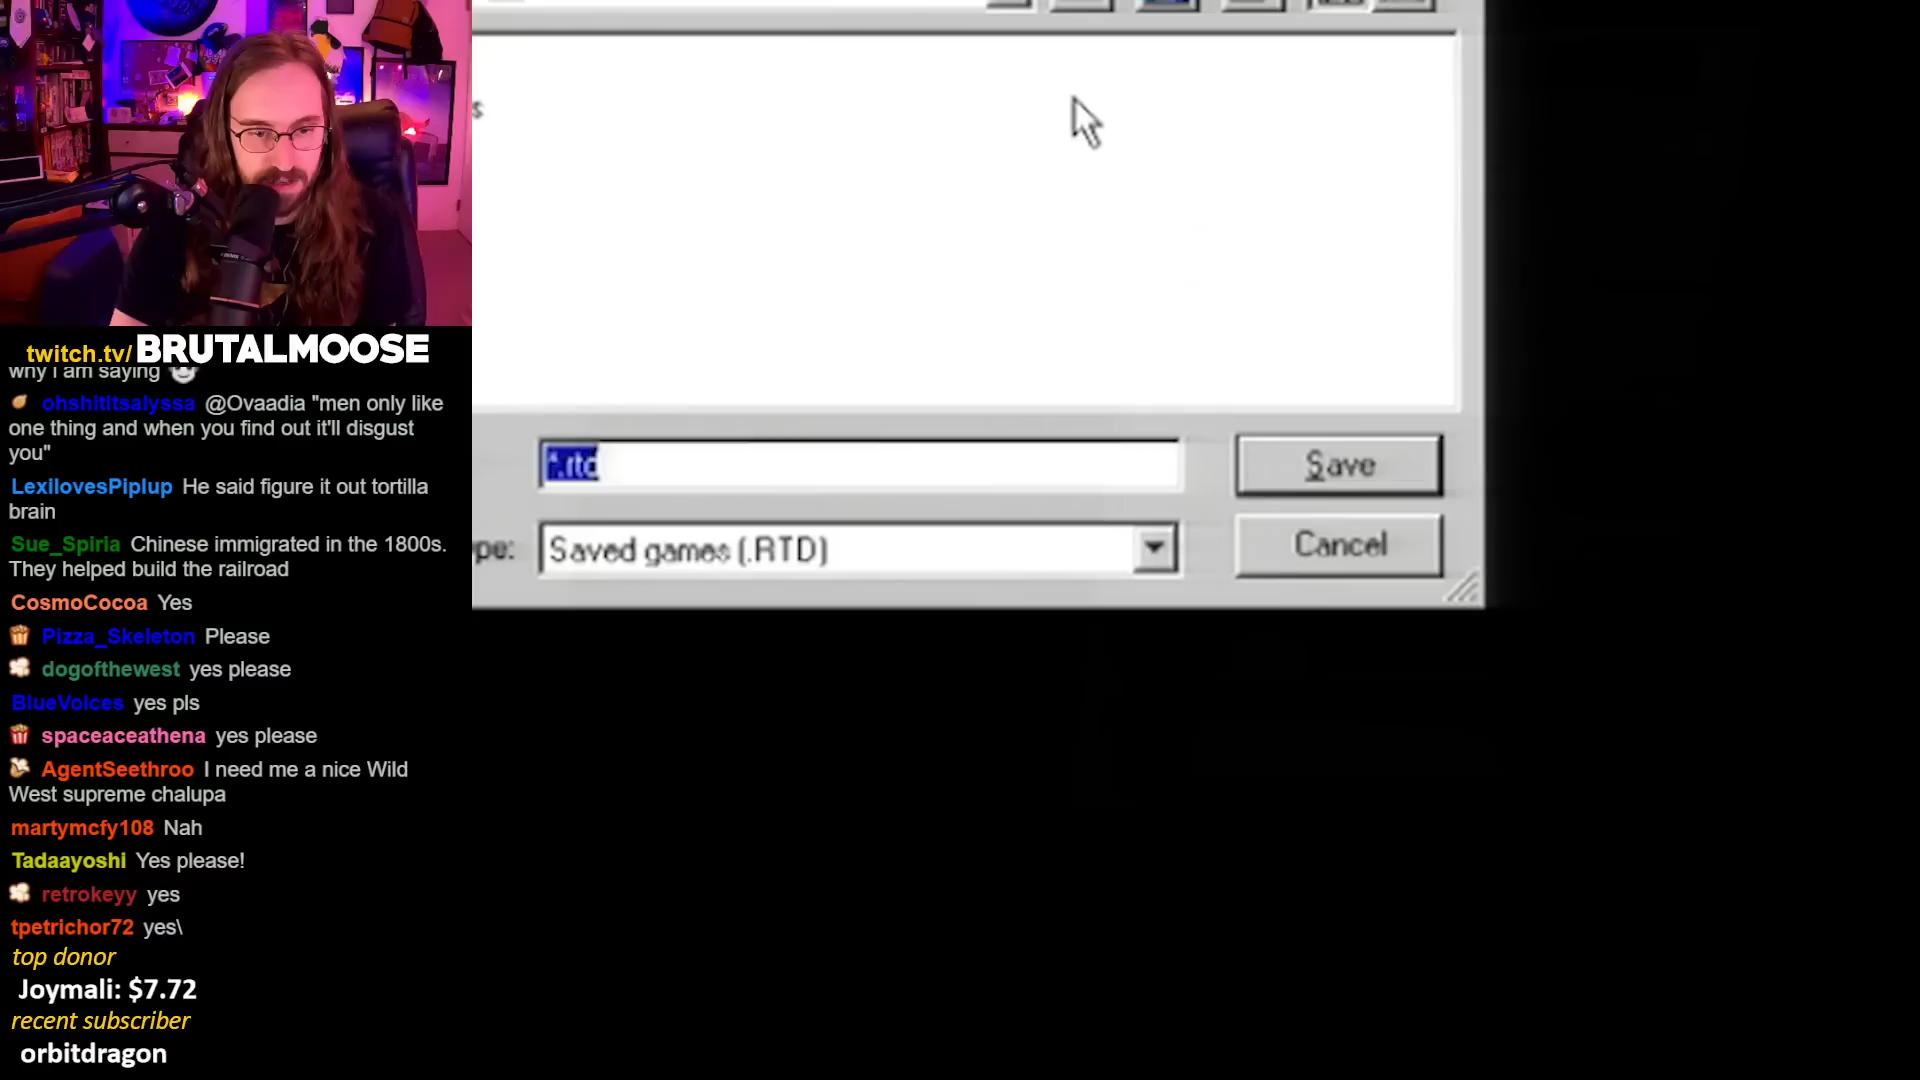 twitch.tv/BRUTALMOOSE
why I am saying
ohshititsalyssa @Ovaadia "men only like
one thing and when you find out it'll disgust
you"
LexilovesPiplup He said figure it out tortilla
brain
Sue_Spiria Chinese immigrated in the 1800s.
They helped build the railroad
CosmoCocoa Yes
Pizza_Skeleton Please
dogofthewest yes please
BlueVoices yes pls
spaceaceathena yes please
AgentSeethroo I need me a nice Wild
West supreme chalupa
martymcfy108 Nah
Tadaayoshi Yes please!
retrokeyy yes
tpetrichor72 yes\
top donor
Joymali: $7.72
recent subscriber
orbitdragon
s
*.rtd
Save
pe:
Saved games (.RTD)
Cancel